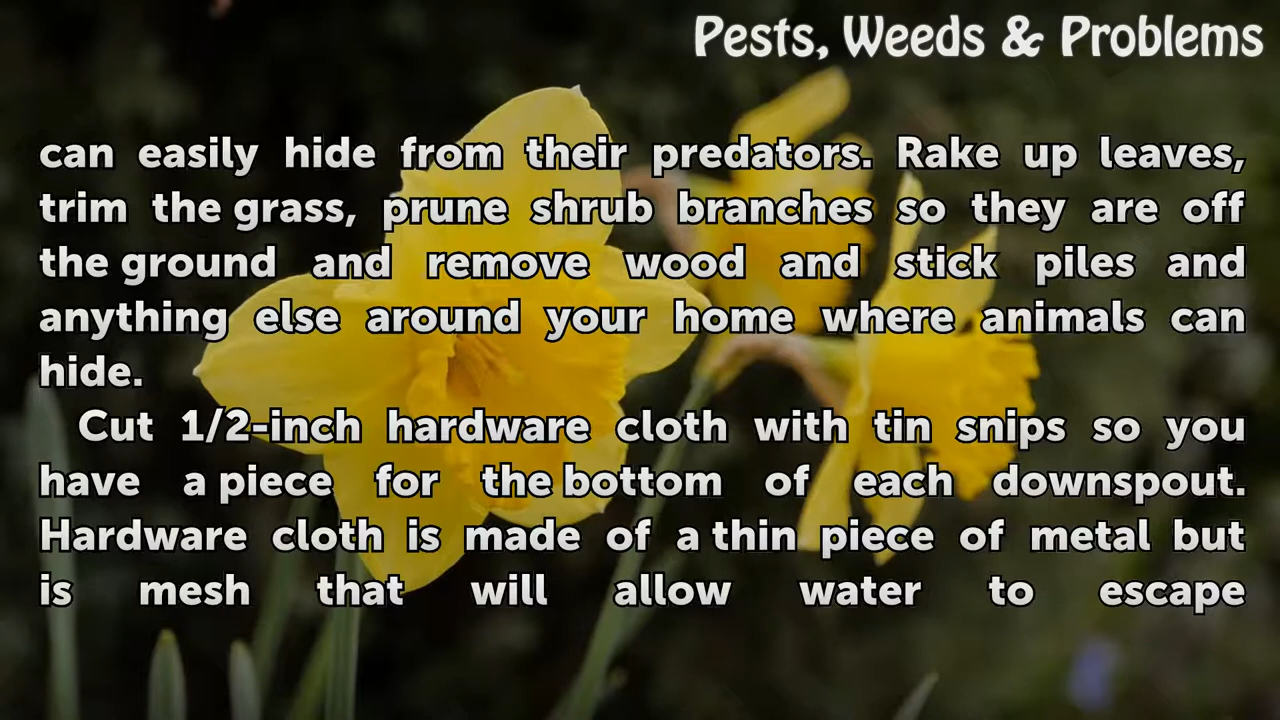 Pests, Weeds & Problems
can easily hide from their predators. Rake up leaves,
trim the grass, prune shrub branches so they are off
the ground and remove wood and stick piles and
anything else around your home where animals can
hide.
Cut 1/2-inch hardware cloth with tin snips so you
have a piece for the bottom of each downspout.
Hardware cloth is made of a thin piece of metal but
is mesh that will allow water to escape